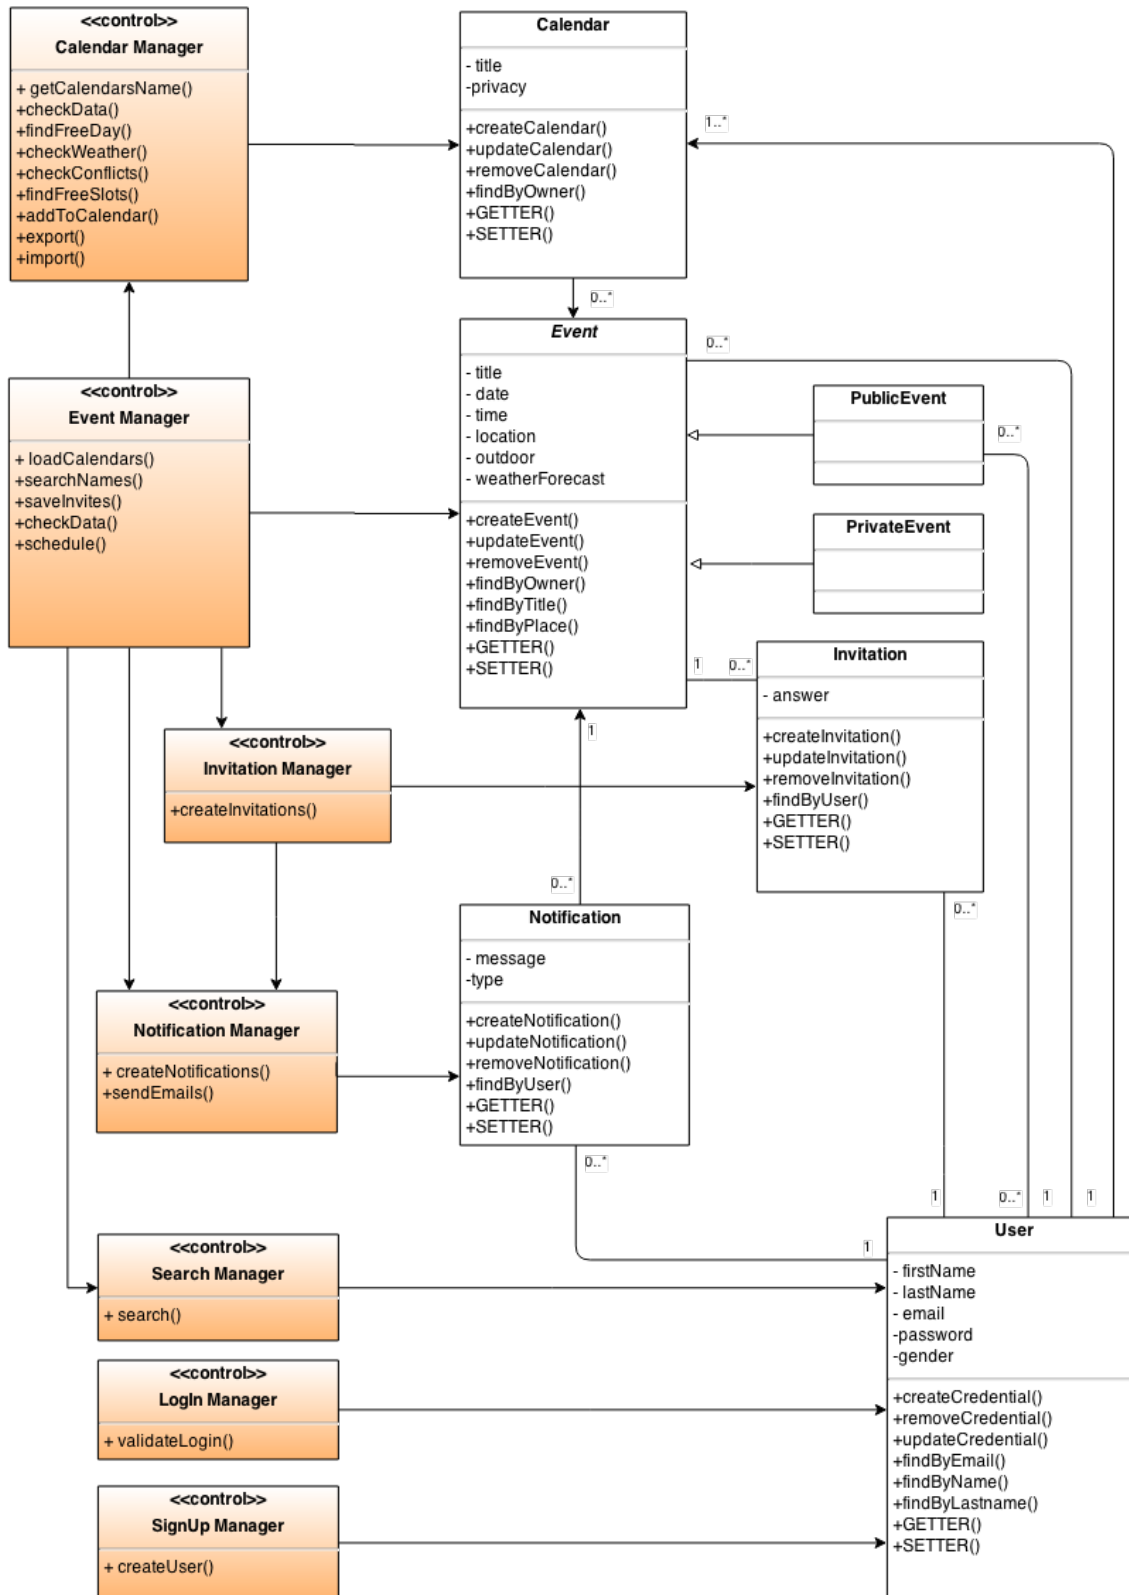 <<control>>
Calendar Manager
+ getCalendarsName()
+checkData()
+findFreeDay()
+checkWeather()
+checkConflicts()
+findFreeSlots()
+addToCalendar()
+export()
+import()
Calendar
- title
-privacy
+createCalendar()
+updateCalendar()
+removeCalendar()
+findByOwner()
+GETTER()
+SETTER()
1..*
0..*
<<control>>
Event Manager
+ loadCalendars()
+searchNames()
+saveInvites()
+checkData()
+schedule()
Event
- title
- date
- time
- location
- outdoor
- weatherForecast
+createEvent()
+updateEvent()
+removeEvent()
+findByOwner()
+findByTitle()
+findByPlace()
+GETTER()
+SETTER()
0..*
PublicEvent
0..*
PrivateEvent
1
0..*
Invitation
- answer
+createInvitation()
+updateInvitation()
+removeInvitation()
+findByUser()
+GETTER()
+SETTER()
0..*
<<control>>
Invitation Manager
+createInvitations()
1
0..*
Notification
- message
-type
+createNotification()
+updateNotification()
+removeNotification()
+findByUser()
+GETTER()
+SETTER()
0..*
<<control>>
Notification Manager
+ createNotifications()
+sendEmails()
1
0..*
1
1
1
<<control>>
Search Manager
+ search()
<<control>>
LogIn Manager
+ validateLogin()
<<control>>
SignUp Manager
+ createUser()
User
- firstName
- lastName
- email
-password
-gender
+createCredential()
+removeCredential()
+updateCredential()
+findByEmail()
+findByName()
+findByLastname()
+GETTER()
+SETTER()